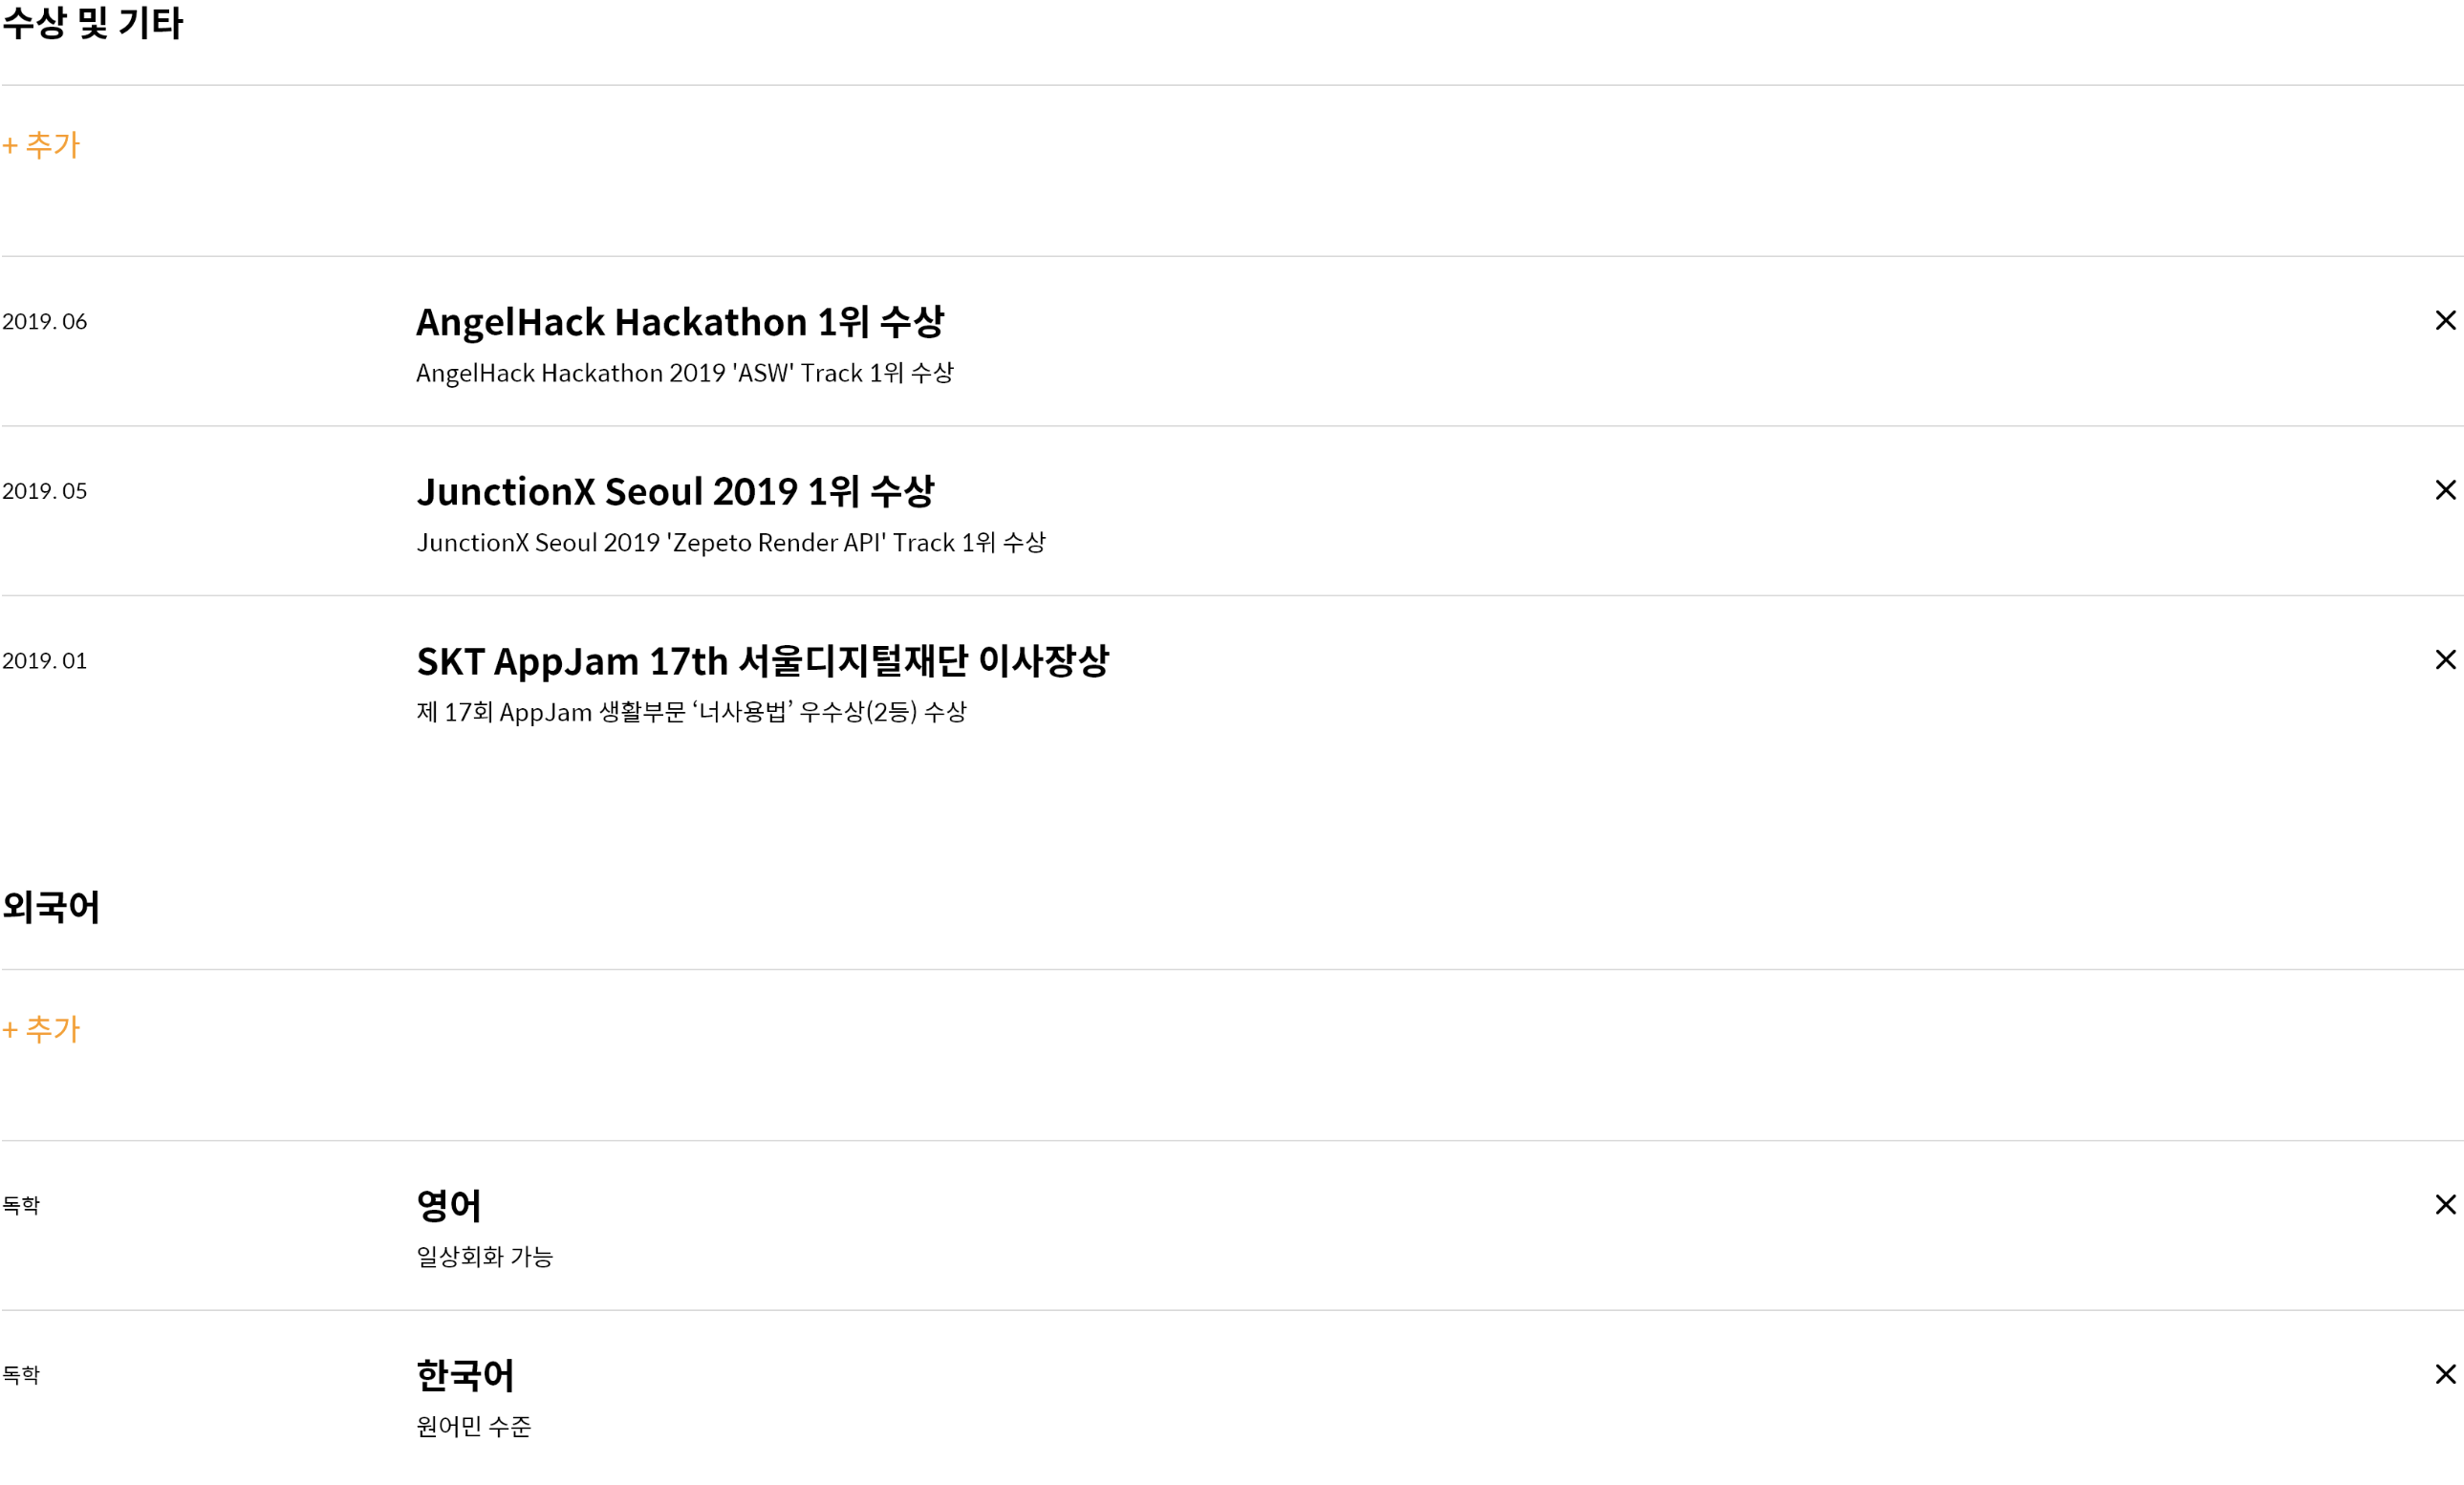 수상 및 기타
+ 추가
2019. 06
AngelHack Hackathon 1위 수상
AngelHack Hackathon 2019 'ASW' Track 1위 수상
2019. 05
JunctionX Seoul 2019 1위 수상
JunctionX Seoul 2019 'Zepeto Render API' Track 1위 수상
2019. 01
SKT AppJam 17th 서울디지털재단 이사장상
제 17회 AppJam 생활부문 ‘너사용법’ 우수상(2등) 수상
외국어
+ 추가
독학
영어
일상회화 가능
독학
한국어
원어민 수준